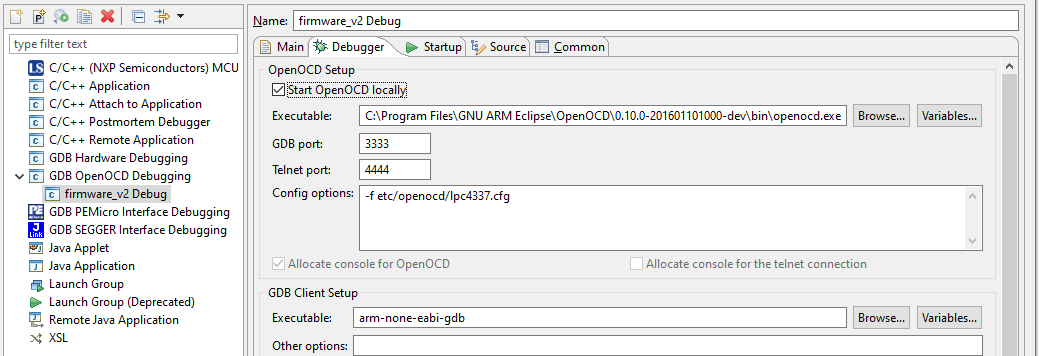 type filter text
LS C/C++ (NXP Semiconductors) MCU
C/C++ Application
C/C++ Attach to Application
C/C++ Postmortem Debugger
C/C++ Remote Application
GDB Hardware Debugging
GDB OpenOCD Debugging
firmware_v2 Debug
GDB PEMicro Interface Debugging
GDB SEGGER Interface Debugging
Java Applet
Java Application
Launch Group
Launch Group (Deprecated)
Remote Java Application
XSL
Name: firmware_v2 Debug
Main Debugger Startup Source Common
OpenOCD Setup
Start OpenOCD locally
Executable: C:\Program Files\GNU ARM Eclipse\OpenOCD\0.10.0-201601101000-dev\bin\openocd.exe Browse... Variables...
GDB port: 3333
Telnet port: 4444
Config options: -f etc/openocd/lpc4337.cfg
Allocate console for OpenOCD Allocate console for the telnet connection
GDB Client Setup
Executable: arm-none-eabi-gdb Browse... Variables...
Other options: